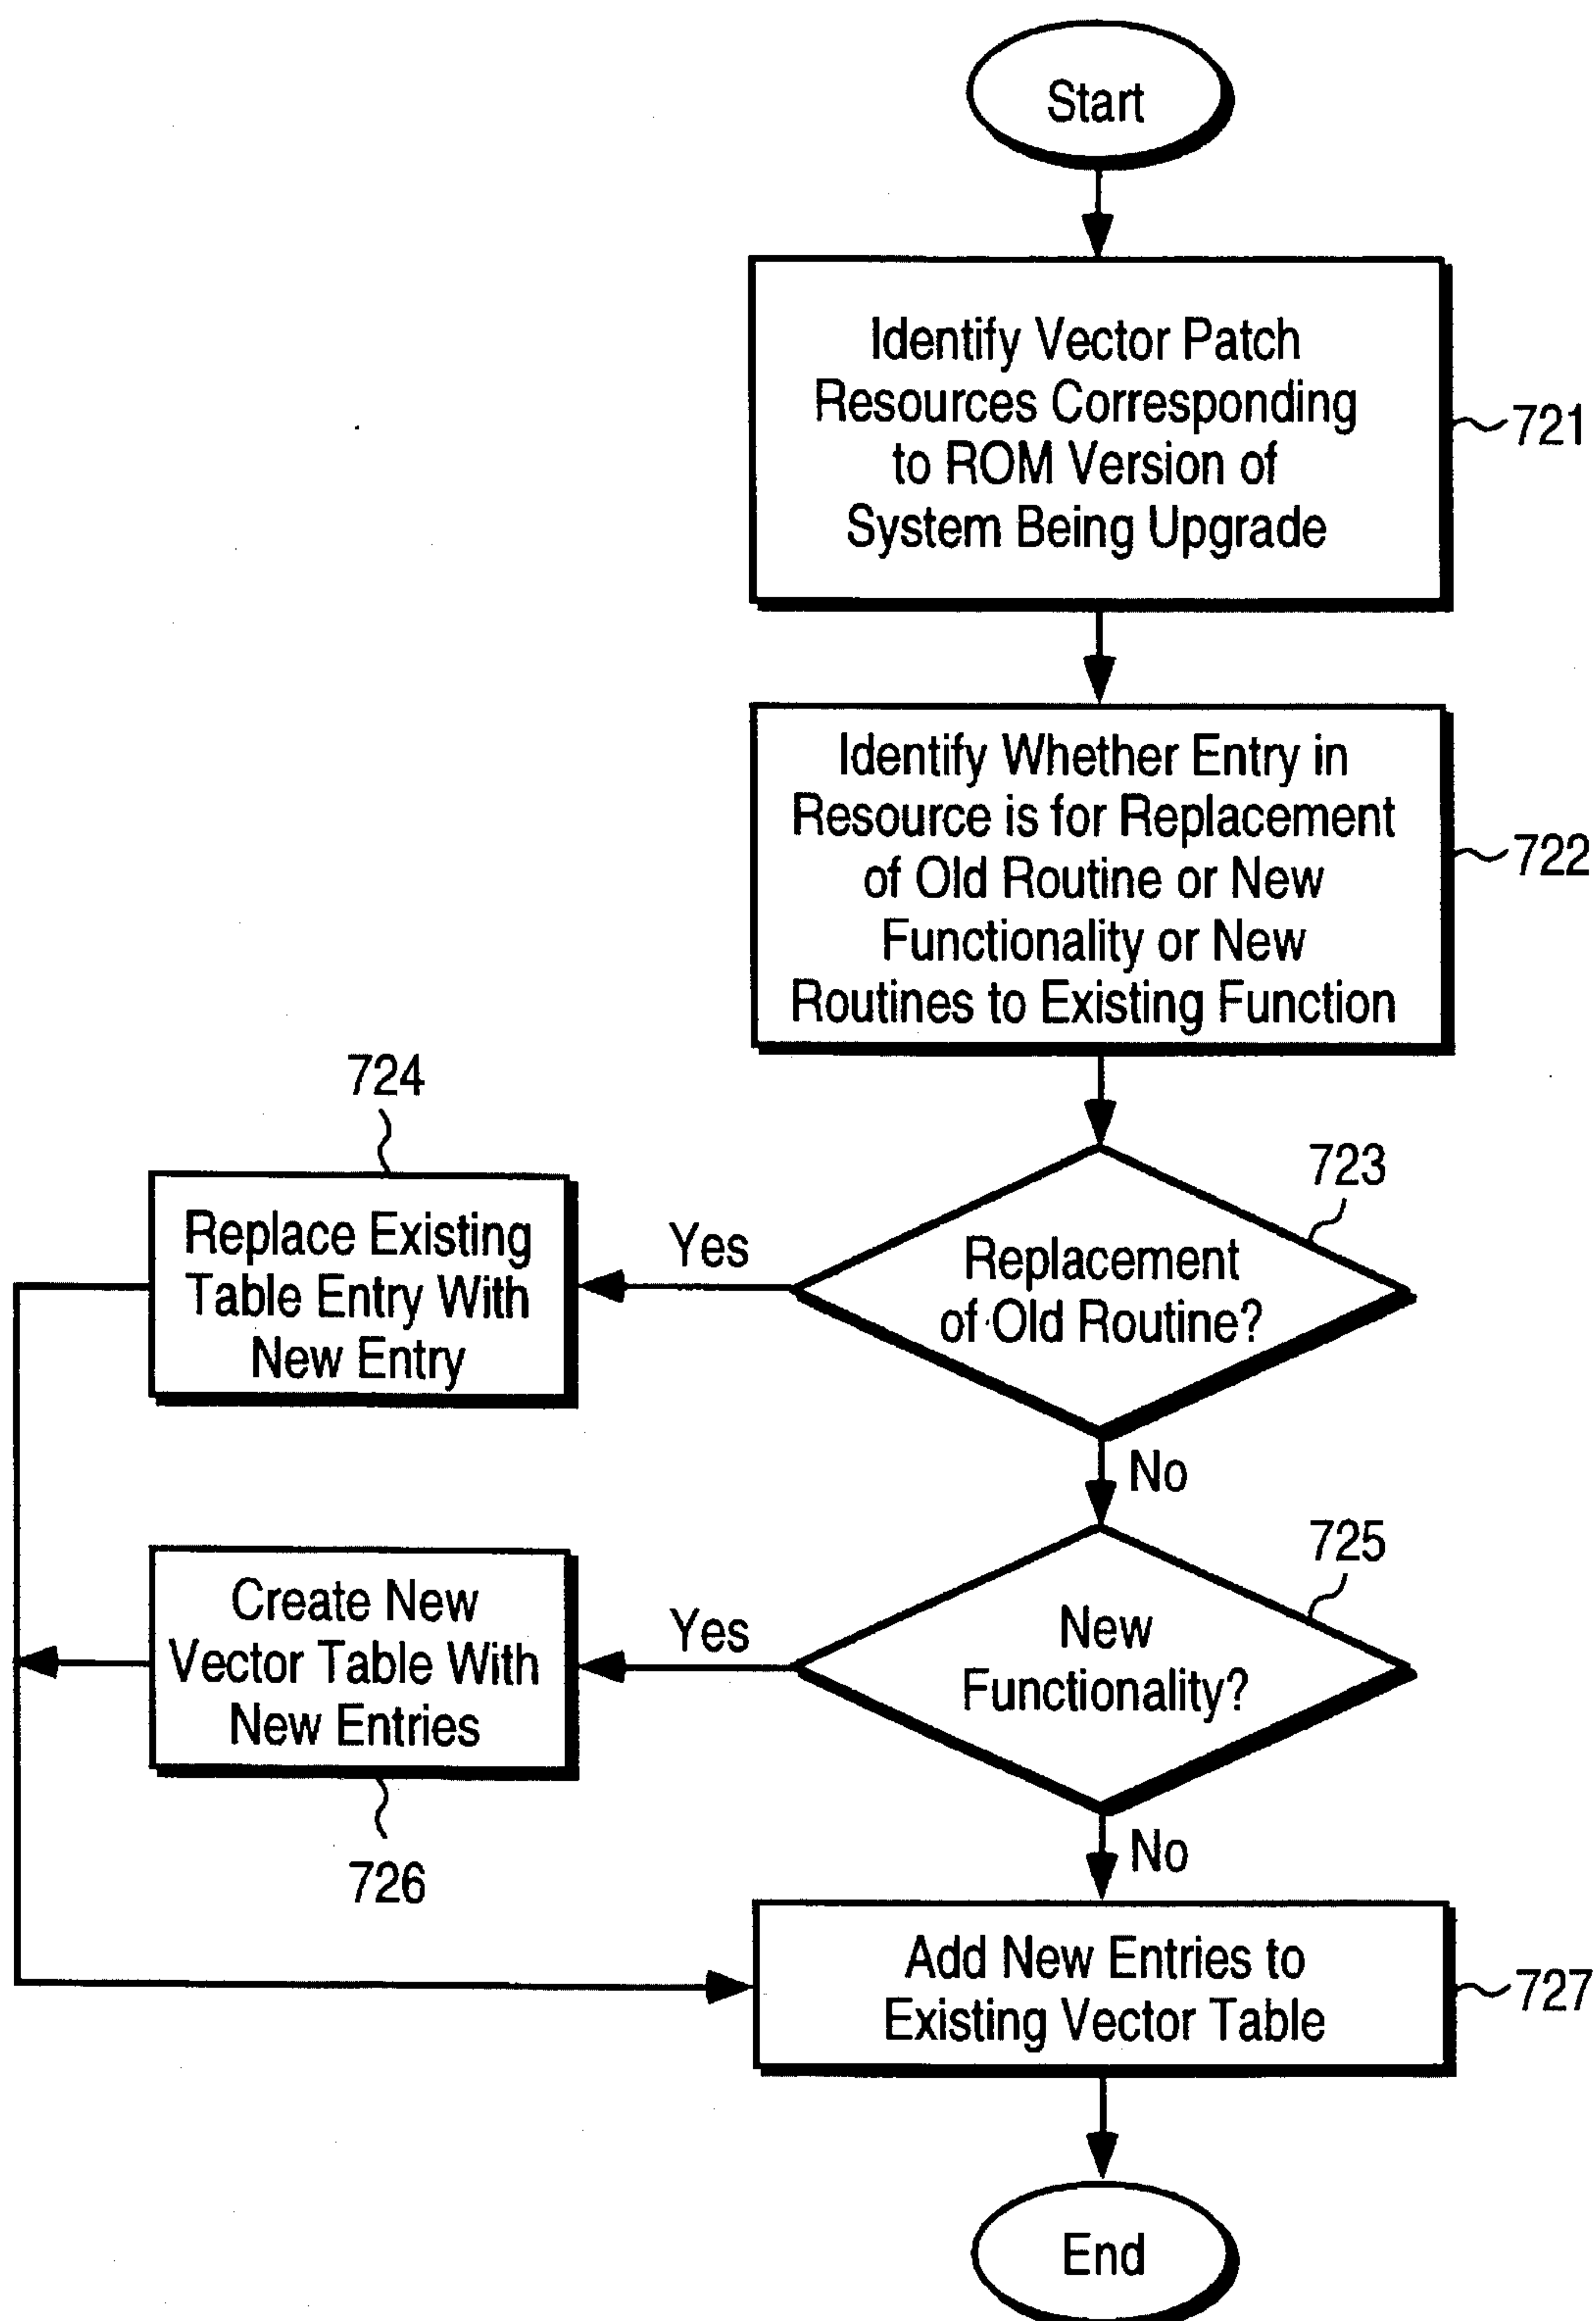 Start
Identify Vector Patch
Resources Corresponding
to ROM Version of
System Being Upgrade
721
Identify Whether Entry in
Resource is for Replacement
of Old Routine or New
Functionality or New
Routines to Existing Function
722
723
Replacement
of Old Routine?
Yes
724
Replace Existing
Table Entry With
New Entry
No
725
New
Functionality?
Yes
Create New
Vector Table With
New Entries
726
No
Add New Entries to
Existing Vector Table
727
End